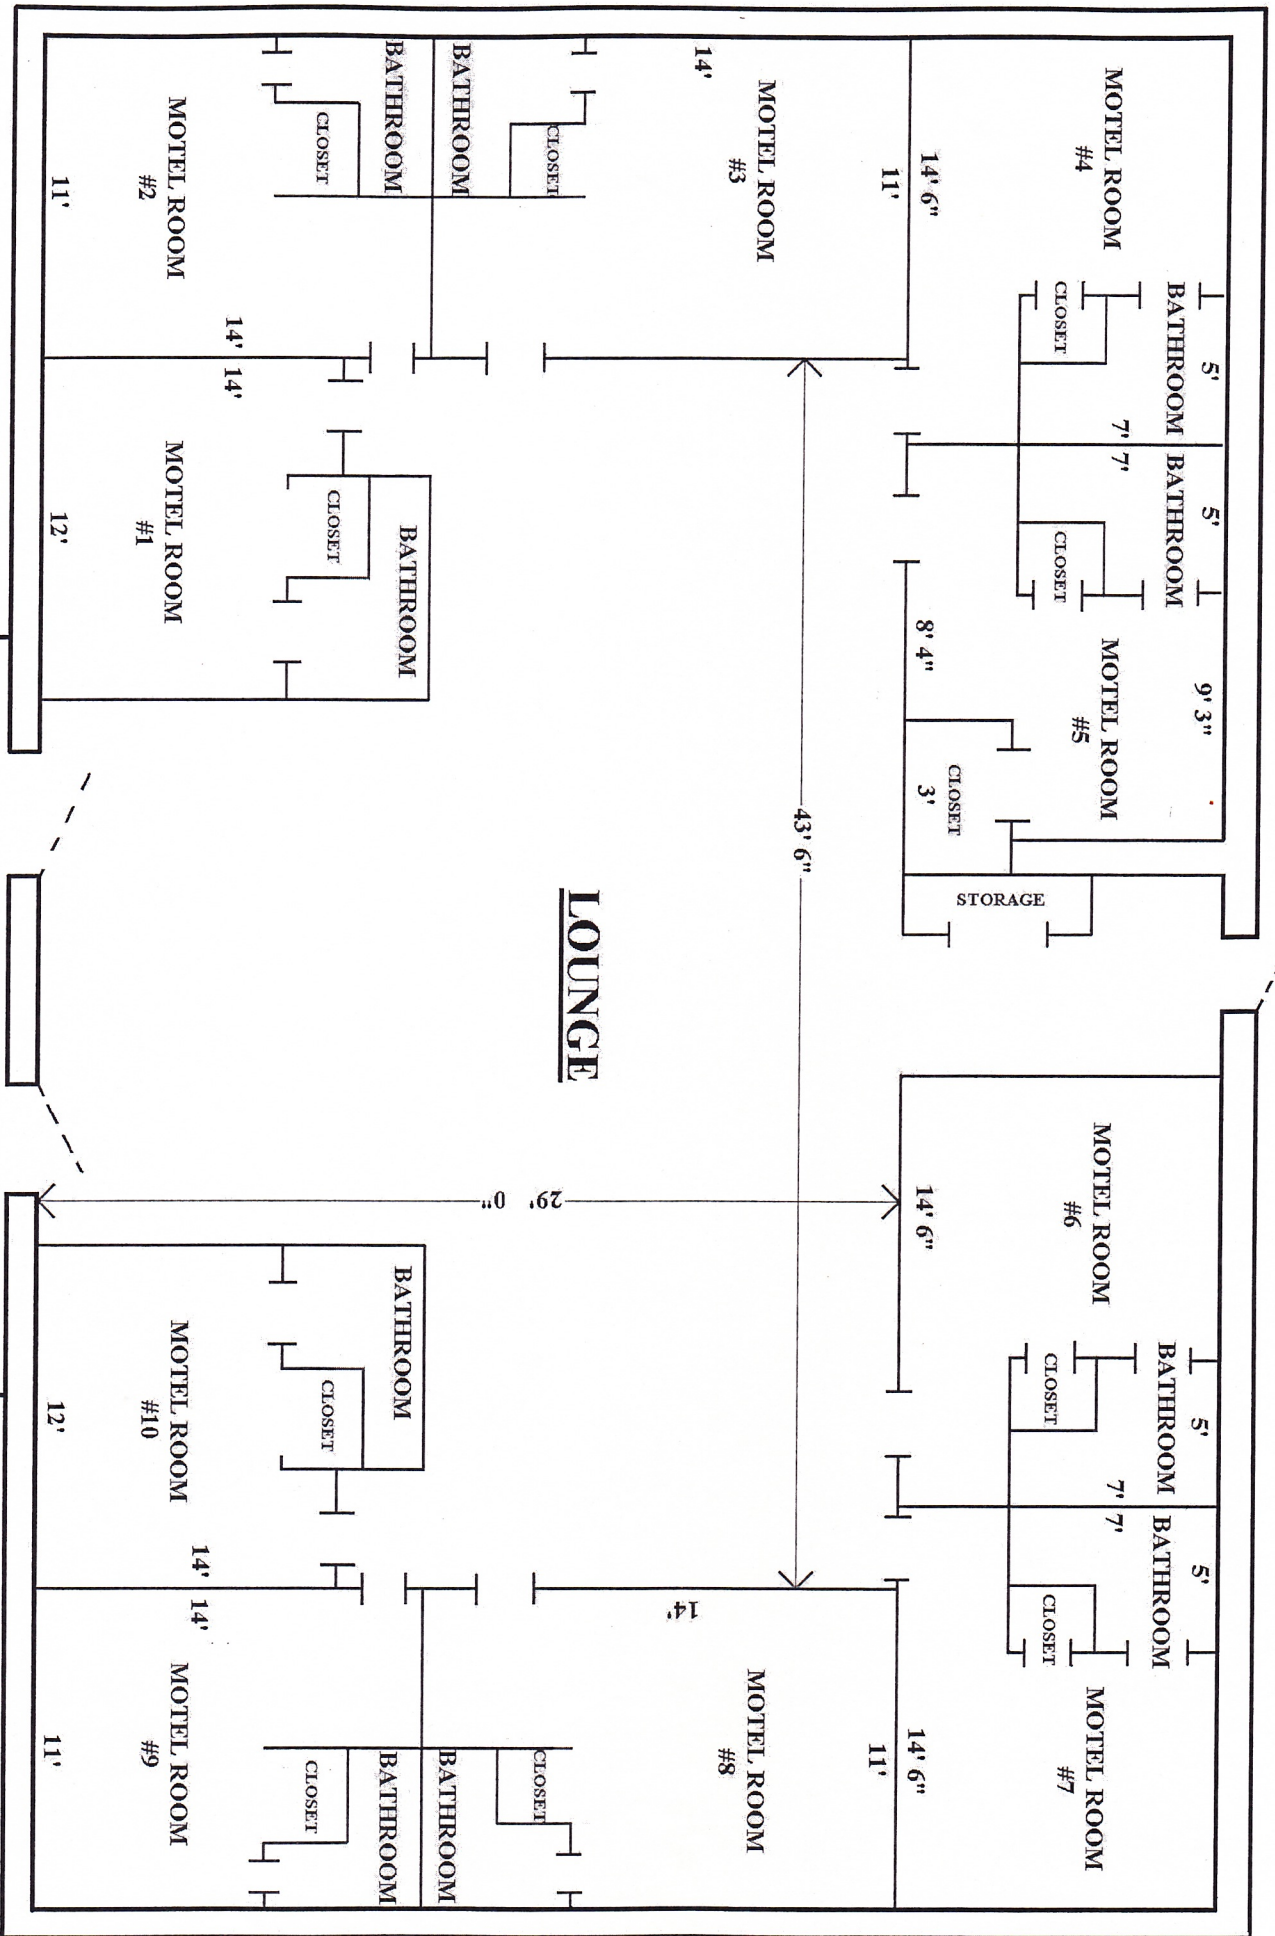 MOTEL ROOM
#2
11'
14'
CLOSET
BATHROOM
BATHROOM
CLOSET
MOTEL ROOM
#3
14'
11'
MOTEL ROOM
#4
14' 6"
CLOSET
BATHROOM
5'
7'
7'
BATHROOM
5'
CLOSET
MOTEL ROOM
#5
9' 3"
8' 4"
CLOSET
3'
STORAGE
MOTEL ROOM
#1
14'
12'
CLOSET
BATHROOM
43' 6"
LOUNGE
29' 0"
MOTEL ROOM
#6
14' 6"
CLOSET
BATHROOM
5'
7'
7'
BATHROOM
5'
CLOSET
MOTEL ROOM
#7
14' 6"
11'
MOTEL ROOM
#8
14'
CLOSET
BATHROOM
BATHROOM
CLOSET
MOTEL ROOM
#9
14'
11'
MOTEL ROOM
#10
14'
12'
CLOSET
BATHROOM